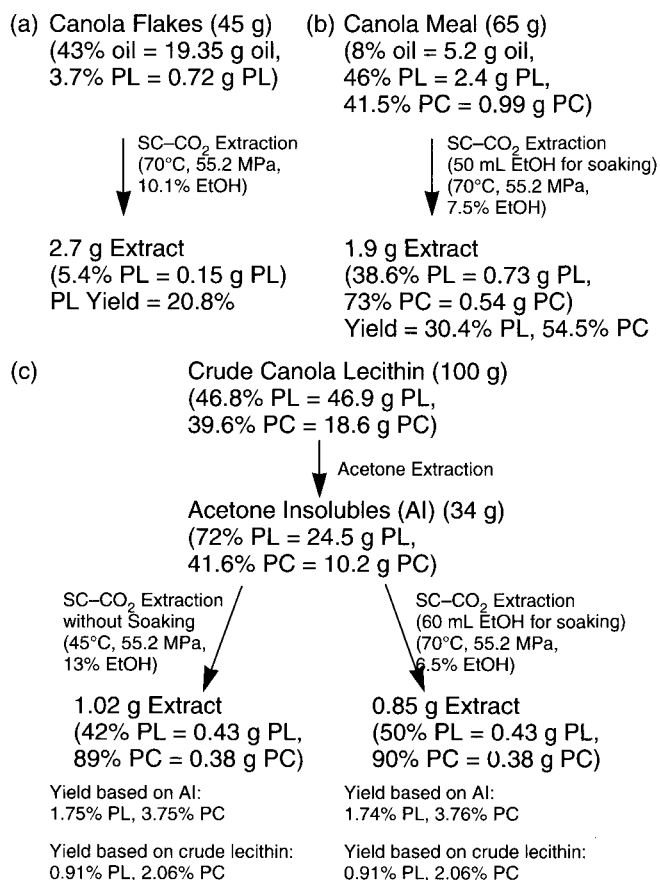 (a) Canola Flakes (45 g)
(43% oil = 19.35 g oil,
3.7% PL = 0.72 g PL)
SC–CO₂ Extraction
(70°C, 55.2 MPa,
10.1% EtOH)
2.7 g Extract
(5.4% PL = 0.15 g PL)
PL Yield = 20.8%
(b) Canola Meal (65 g)
(8% oil = 5.2 g oil,
46% PL = 2.4 g PL,
41.5% PC = 0.99 g PC)
SC–CO₂ Extraction
(50 mL EtOH for soaking)
(70°C, 55.2 MPa,
7.5% EtOH)
1.9 g Extract
(38.6% PL = 0.73 g PL,
73% PC = 0.54 g PC)
Yield = 30.4% PL, 54.5% PC
(c) Crude Canola Lecithin (100 g)
(46.8% PL = 46.9 g PL,
39.6% PC = 18.6 g PC)
Acetone Extraction
Acetone Insolubles (AI) (34 g)
(72% PL = 24.5 g PL,
41.6% PC = 10.2 g PC)
SC–CO₂ Extraction
without Soaking
(45°C, 55.2 MPa,
13% EtOH)
1.02 g Extract
(42% PL = 0.43 g PL,
89% PC = 0.38 g PC)
Yield based on AI:
1.75% PL, 3.75% PC
Yield based on crude lecithin:
0.91% PL, 2.06% PC
SC–CO₂ Extraction
(60 mL EtOH for soaking)
(70°C, 55.2 MPa,
6.5% EtOH)
0.85 g Extract
(50% PL = 0.43 g PL,
90% PC = 0.38 g PC)
Yield based on AI:
1.74% PL, 3.76% PC
Yield based on crude lecithin:
0.91% PL, 2.06% PC